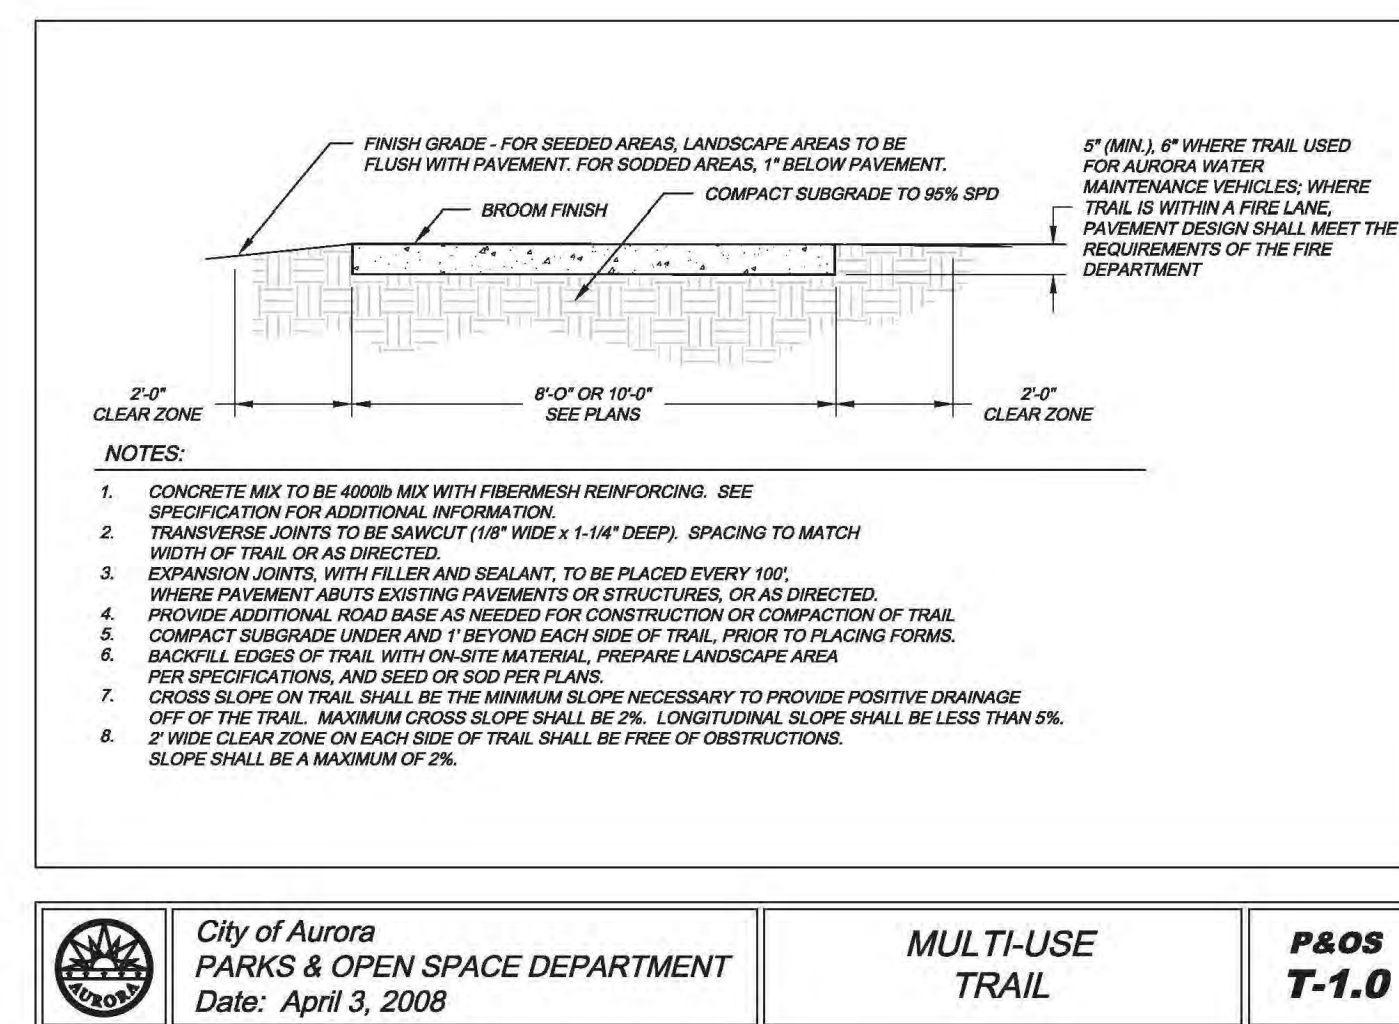 FINISH GRADE - FOR SEEDED AREAS, LANDSCAPE AREAS TO BE
FLUSH WITH PAVEMENT. FOR SODDED AREAS, 1" BELOW PAVEMENT.
COMPACT SUBGRADE TO 95% SPD
BROOM FINISH
5" (MIN.), 6" WHERE TRAIL USED
FOR AURORA WATER
MAINTENANCE VEHICLES; WHERE
TRAIL IS WITHIN A FIRE LANE,
PAVEMENT DESIGN SHALL MEET THE
REQUIREMENTS OF THE FIRE
DEPARTMENT
2'-0"
CLEAR ZONE
8'-O" OR 10'-0"
SEE PLANS
2'-0"
CLEAR ZONE
NOTES:
1. CONCRETE MIX TO BE 4000lb MIX WITH FIBERMESH REINFORCING. SEE
SPECIFICATION FOR ADDITIONAL INFORMATION.
2. TRANSVERSE JOINTS TO BE SAWCUT (1/8" WIDE x 1-1/4" DEEP). SPACING TO MATCH
WIDTH OF TRAIL OR AS DIRECTED.
3. EXPANSION JOINTS, WITH FILLER AND SEALANT, TO BE PLACED EVERY 100',
WHERE PAVEMENT ABUTS EXISTING PAVEMENTS OR STRUCTURES, OR AS DIRECTED.
4. PROVIDE ADDITIONAL ROAD BASE AS NEEDED FOR CONSTRUCTION OR COMPACTION OF TRAIL
5. COMPACT SUBGRADE UNDER AND 1' BEYOND EACH SIDE OF TRAIL, PRIOR TO PLACING FORMS.
6. BACKFILL EDGES OF TRAIL WITH ON-SITE MATERIAL, PREPARE LANDSCAPE AREA
PER SPECIFICATIONS, AND SEED OR SOD PER PLANS.
7. CROSS SLOPE ON TRAIL SHALL BE THE MINIMUM SLOPE NECESSARY TO PROVIDE POSITIVE DRAINAGE
OFF OF THE TRAIL. MAXIMUM CROSS SLOPE SHALL BE 2%. LONGITUDINAL SLOPE SHALL BE LESS THAN 5%.
8. 2' WIDE CLEAR ZONE ON EACH SIDE OF TRAIL SHALL BE FREE OF OBSTRUCTIONS.
SLOPE SHALL BE A MAXIMUM OF 2%.
AURORA
City of Aurora
PARKS & OPEN SPACE DEPARTMENT
Date: April 3, 2008
MULTI-USE
TRAIL
P&OS
T-1.0